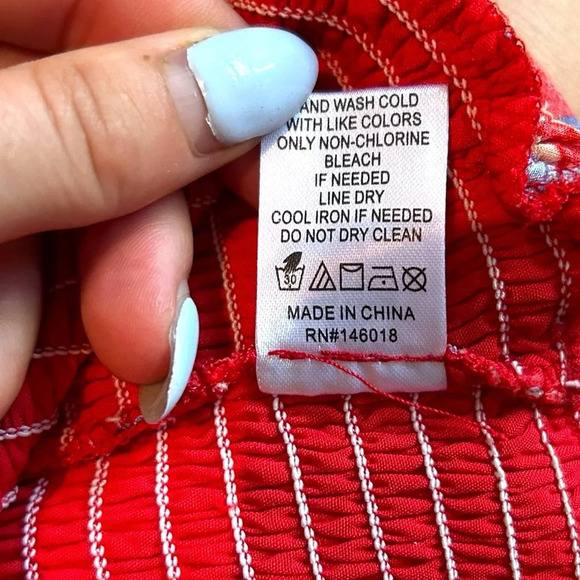 AND WASH COLD
WITH LIKE COLORS
ONLY NON-CHLORINE
BLEACH
IF NEEDED
LINE DRY
COOL IRON IF NEEDED
DO NOT DRY CLEAN
30
MADE IN CHINA
RN#146018